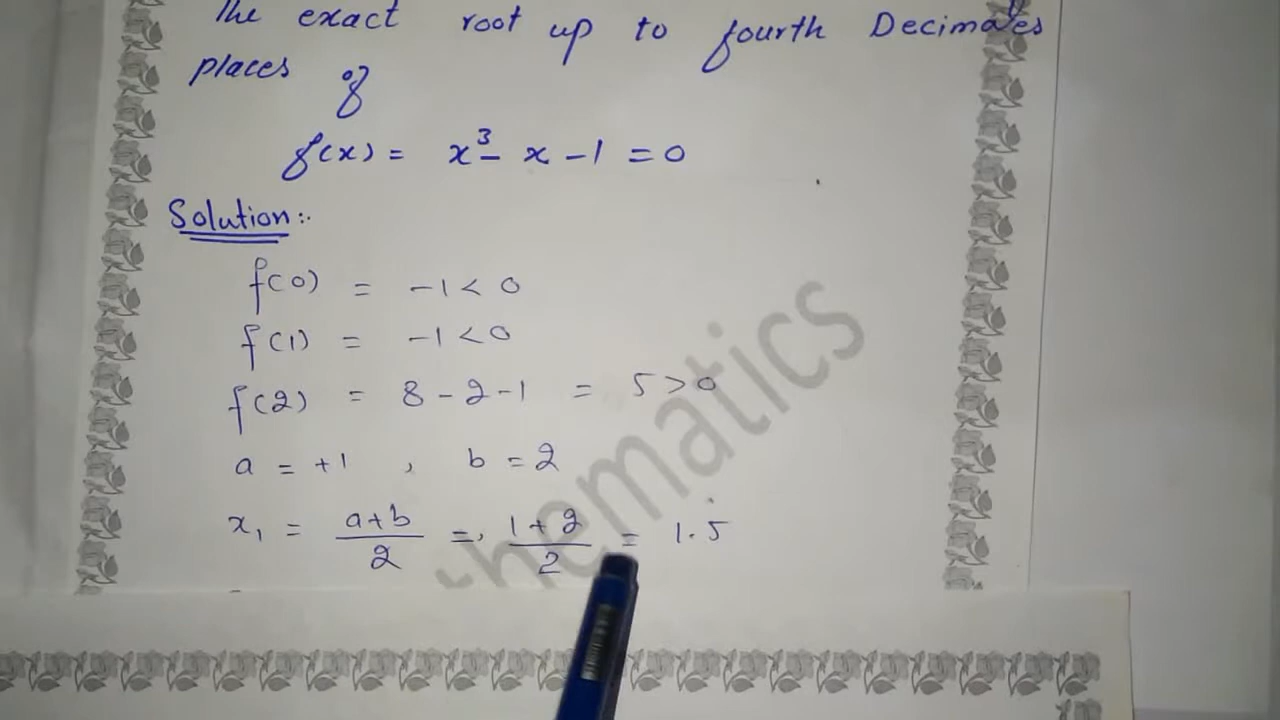 The exact root up to fourth Decimales
places of
f(x) = x³ - x - 1 = 0
Solution:.
f(0) = -1 < 0
f(1) = -1 < 0
f(2) = 8 - 2 - 1 = 5 > 0
a = +1 , b = 2
x₁ = a+b/2 = 1+2/2 = 1.5
hematics